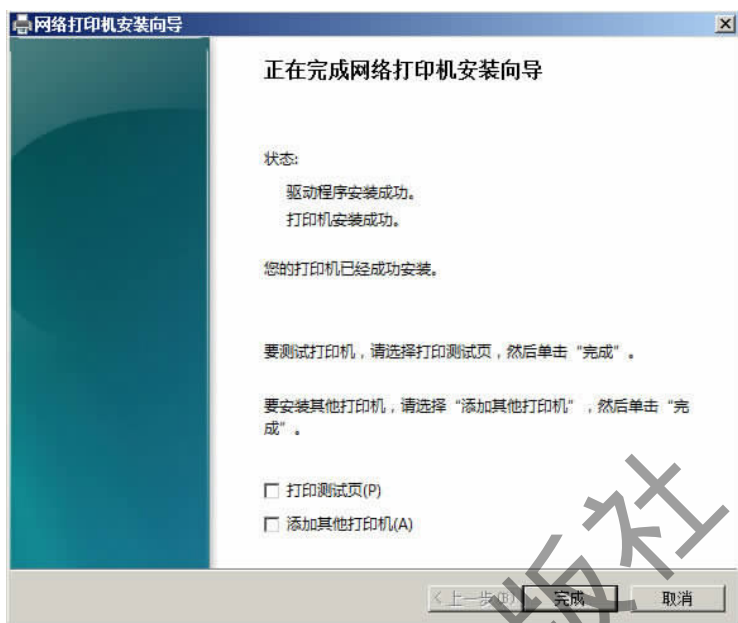 网络打印机安装向导
正在完成网络打印机安装向导
状态:
驱动程序安装成功。
打印机安装成功。
您的打印机已经成功安装。
要测试打印机，请选择打印测试页，然后单击“完成”。
要安装其他打印机，请选择“添加其他打印机”，然后单击“完
成”。
打印测试页(P)
添加其他打印机(A)
<上一步(B) 完成 取消
版社